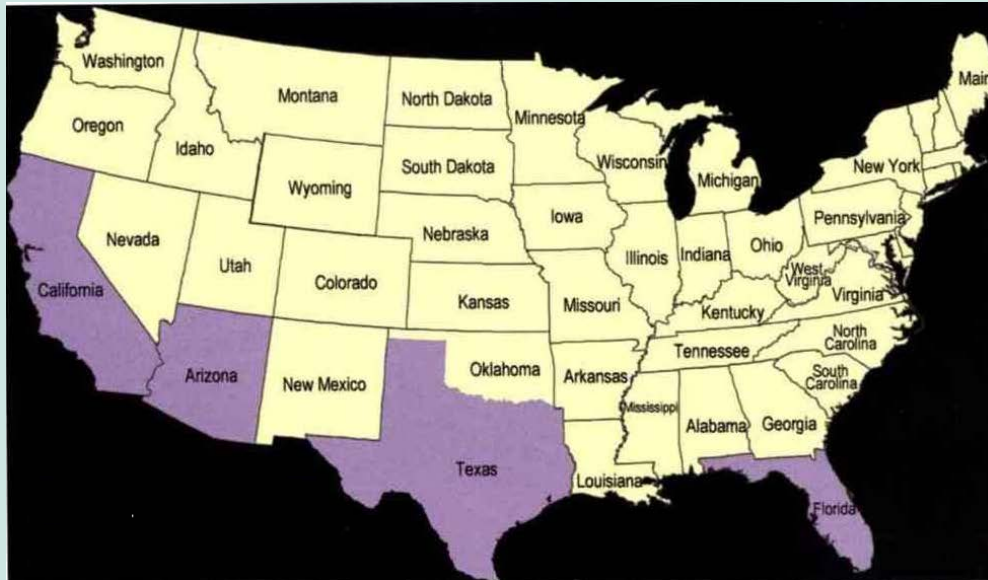 Washington
Montana
North Dakota
Minnesota
Oregon
Idaho
South Dakota
Wisconsin
Michigan
New York
Wyoming
Iowa
Pennsylvania
Nebraska
Nevada
Illinois
Indiana
Ohio
Utah
Colorado
California
Kansas
Missouri
West
Virginia
Virginia
Kentucky
North
Carolina
Tennessee
Arizona
New Mexico
Oklahoma
Arkansas
South
Carolina
Mississippi
Alabama
Georgia
Texas
Louisiana
Florida